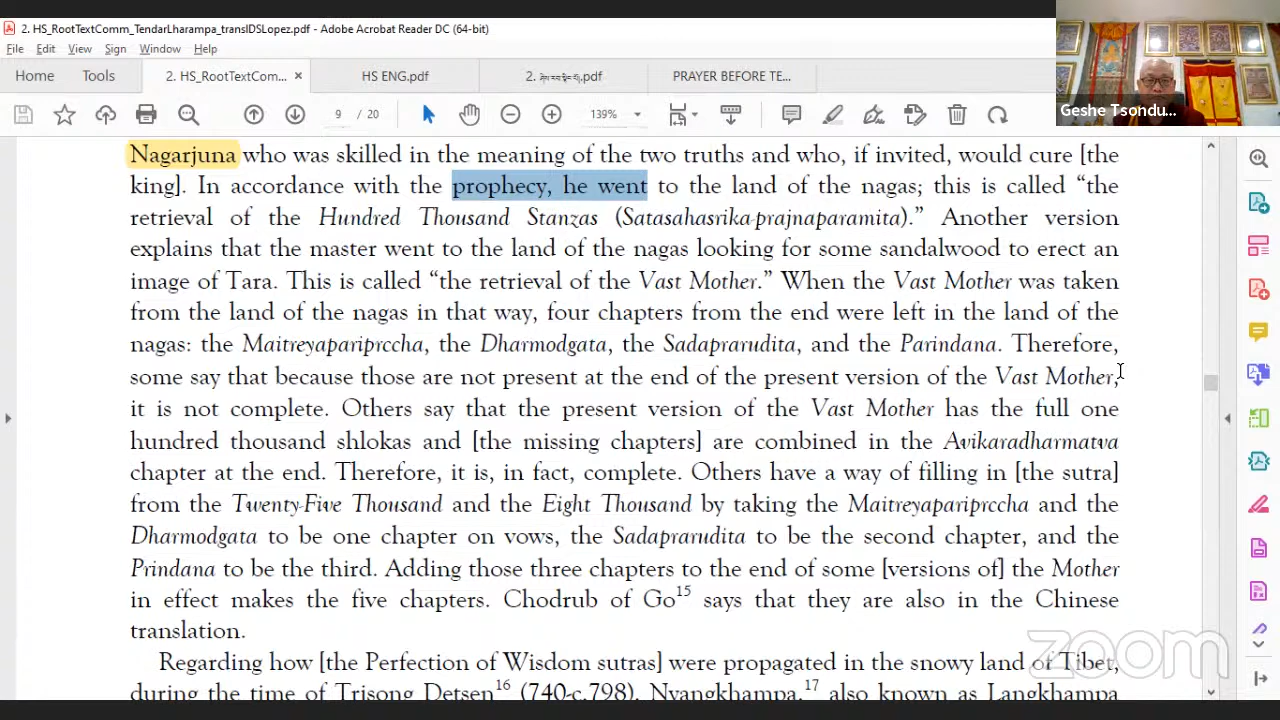 2. HS_RootTextComm_TendarLharampa_transIDSLopez.pdf - Adobe Acrobat Reader DC (64-bit)
File Edit View Sign Window Help
Home Tools 2. HS_RootTextCom... × HS ENG.pdf PRAYER BEFORE TE...
9 / 20 139%
Geshe Tsondu...
Nagarjuna who was skilled in the meaning of the two truths and who, if invited, would cure [the
king]. In accordance with the prophecy, he went to the land of the nagas; this is called “the
retrieval of the Hundred Thousand Stanzas (Satasahasrika-prajnaparamita).” Another version
explains that the master went to the land of the nagas looking for some sandalwood to erect an
image of Tara. This is called “the retrieval of the Vast Mother.” When the Vast Mother was taken
from the land of the nagas in that way, four chapters from the end were left in the land of the
nagas: the Maitreyapariprccha, the Dharmodgata, the Sadaprarudita, and the Parindana. Therefore,
some say that because those are not present at the end of the present version of the Vast Mother,
it is not complete. Others say that the present version of the Vast Mother has the full one
hundred thousand shlokas and [the missing chapters] are combined in the Avikaradharmatva
chapter at the end. Therefore, it is, in fact, complete. Others have a way of filling in [the sutra]
from the Twenty-Five Thousand and the Eight Thousand by taking the Maitreyapariprccha and the
Dharmodgata to be one chapter on vows, the Sadaprarudita to be the second chapter, and the
Prindana to be the third. Adding those three chapters to the end of some [versions of] the Mother
in effect makes the five chapters. Chodrub of Go15 says that they are also in the Chinese
translation.
Regarding how [the Perfection of Wisdom sutras] were propagated in the snowy land of Tibet,
during the time of Trisong Detsen16 (740-c.798), Nyangkhampa,17 also known as Langkhampa
zoom